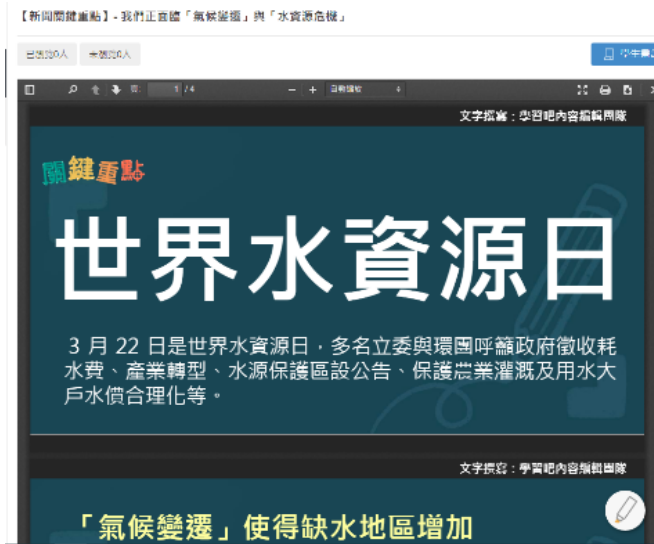 【新聞關鍵重點】- 我們正面臨「氣候變遷」與「水資源危機」
已閱覽0人 未閱覽0人
1 / 4
文字撰寫：學習吧內容編輯團隊
關鍵重點
世界水資源日
3 月 22 日是世界水資源日，多名立委與環團呼籲政府徵收耗
水費、產業轉型、水源保護區設公告、保護農業灌溉及用水大
戶水價合理化等。
文字撰寫：學習吧內容編輯團隊
「氣候變遷」使得缺水地區增加